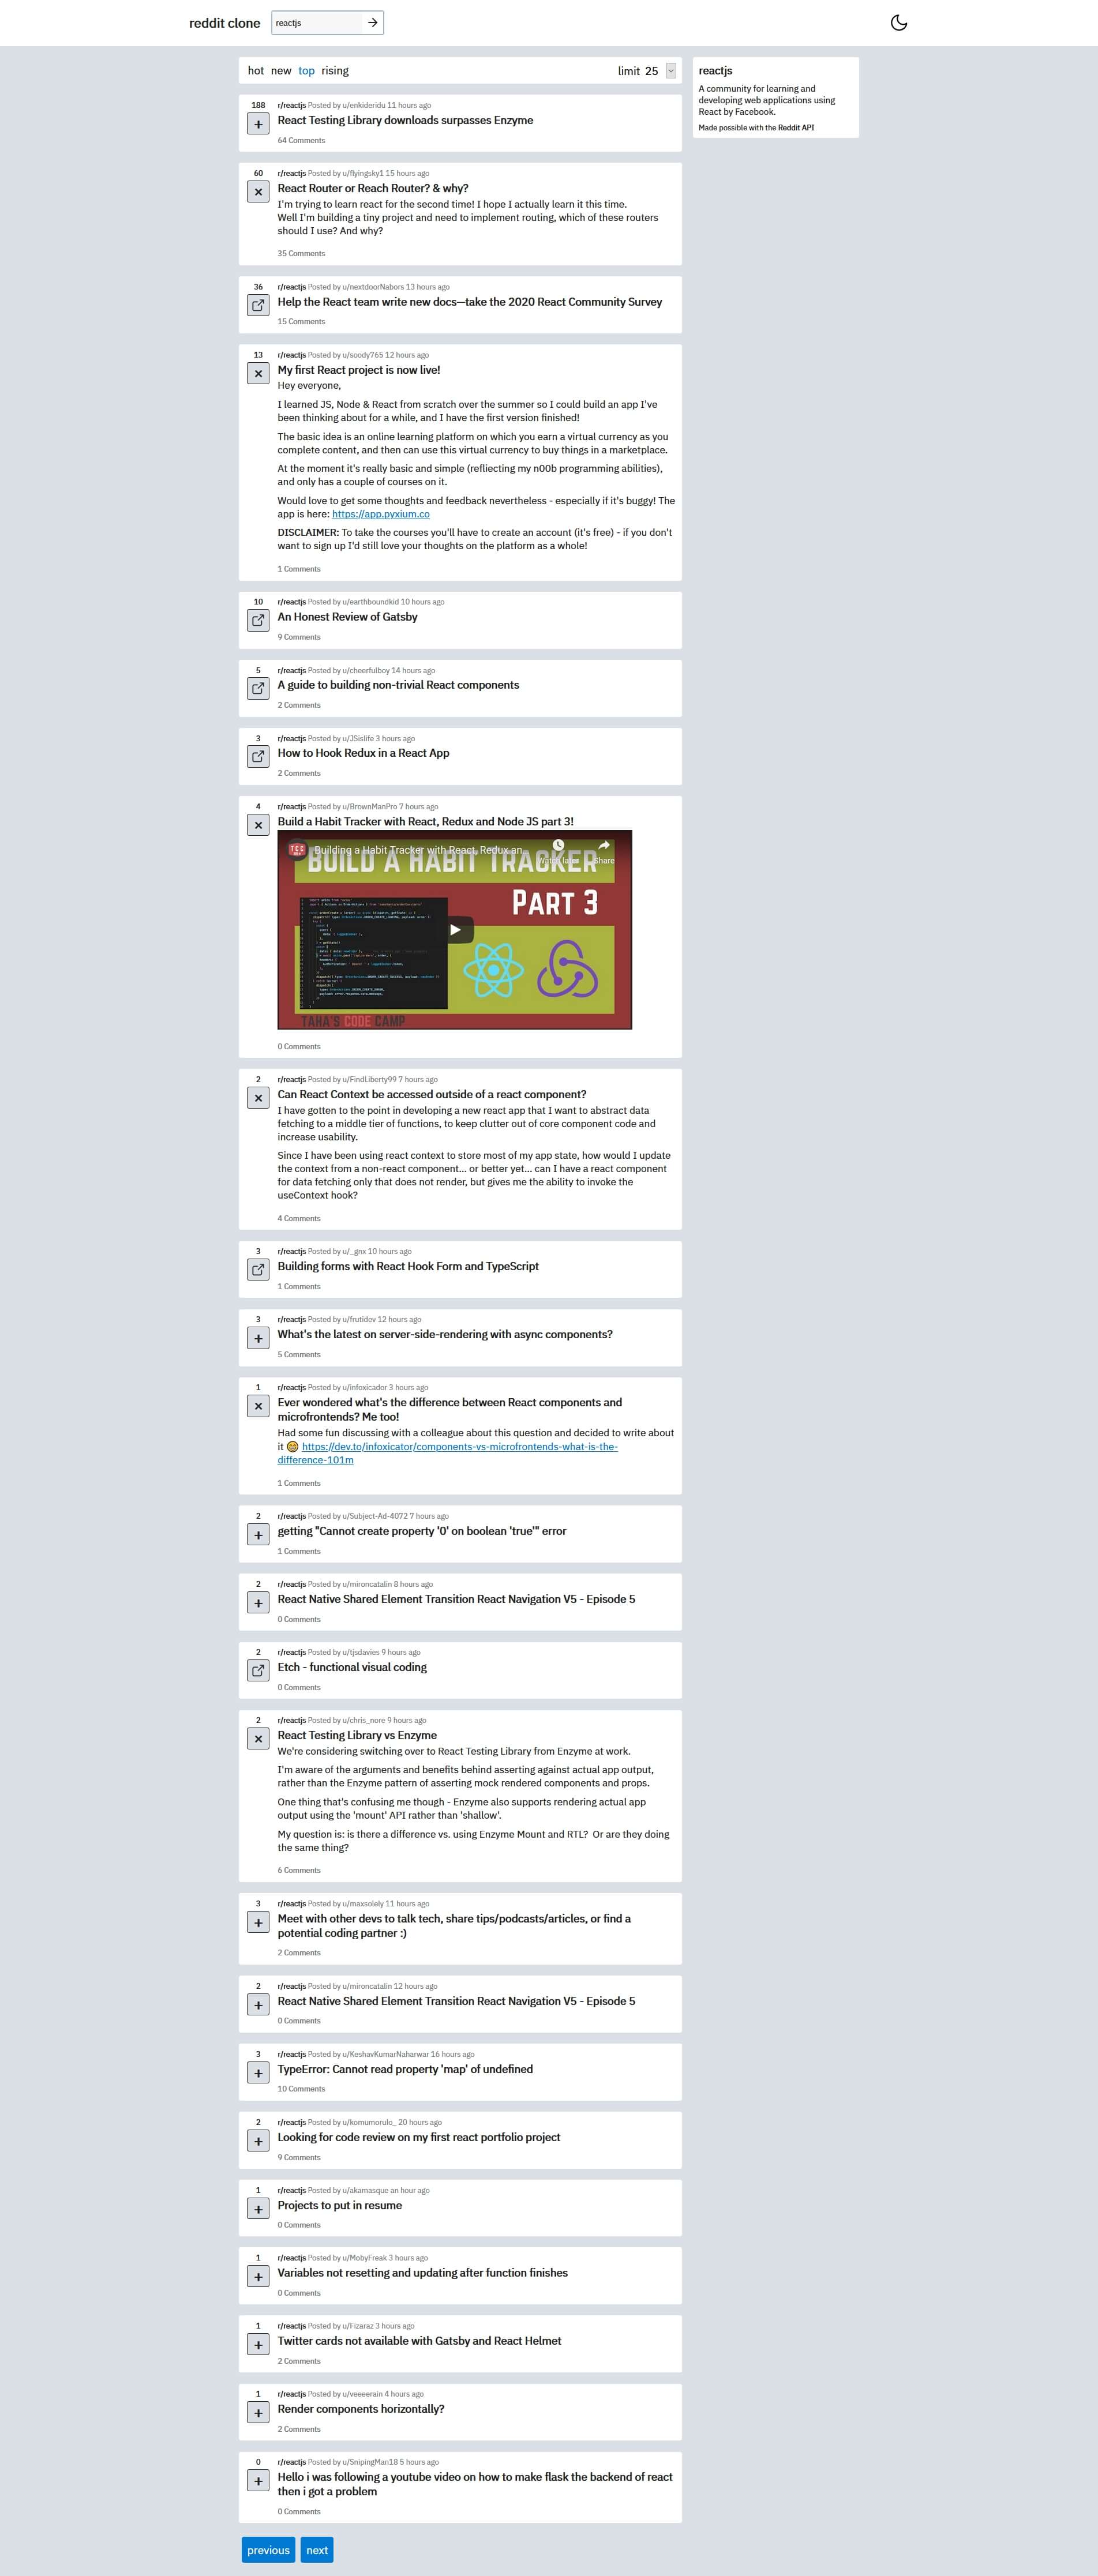 reddit clone
reactjs
hot new top rising
limit 25
reactjs
A community for learning and
developing web applications using
React by Facebook.
Made possible with the Reddit API
188
r/reactjs Posted by u/enkideridu 11 hours ago
React Testing Library downloads surpasses Enzyme
64 Comments
60
r/reactjs Posted by u/flyingsky1 15 hours ago
React Router or Reach Router? & why?
I'm trying to learn react for the second time! I hope I actually learn it this time.
Well I'm building a tiny project and need to implement routing, which of these routers
should I use? And why?
35 Comments
36
r/reactjs Posted by u/nextdoorNabors 13 hours ago
Help the React team write new docs—take the 2020 React Community Survey
15 Comments
13
r/reactjs Posted by u/soody765 12 hours ago
My first React project is now live!
Hey everyone,
I learned JS, Node & React from scratch over the summer so I could build an app I've
been thinking about for a while, and I have the first version finished!
The basic idea is an online learning platform on which you earn a virtual currency as you
complete content, and then can use this virtual currency to buy things in a marketplace.
At the moment it's really basic and simple (refliecting my n00b programming abilities),
and only has a couple of courses on it.
Would love to get some thoughts and feedback nevertheless - especially if it's buggy! The
app is here: https://app.pyxium.co
DISCLAIMER: To take the courses you'll have to create an account (it's free) - if you don't
want to sign up I'd still love your thoughts on the platform as a whole!
1 Comments
10
r/reactjs Posted by u/earthboundkid 10 hours ago
An Honest Review of Gatsby
9 Comments
5
r/reactjs Posted by u/cheerfulboy 14 hours ago
A guide to building non-trivial React components
2 Comments
3
r/reactjs Posted by u/JSislife 3 hours ago
How to Hook Redux in a React App
2 Comments
4
r/reactjs Posted by u/BrownManPro 7 hours ago
Build a Habit Tracker with React, Redux and Node JS part 3!
Building a Habit Tracker with React, Redux an...
Watch later Share
BUILD A HABIT TRACKER
PART 3
TAHA'S CODE CAMP
0 Comments
2
r/reactjs Posted by u/FindLiberty99 7 hours ago
Can React Context be accessed outside of a react component?
I have gotten to the point in developing a new react app that I want to abstract data
fetching to a middle tier of functions, to keep clutter out of core component code and
increase usability.
Since I have been using react context to store most of my app state, how would I update
the context from a non-react component... or better yet... can I have a react component
for data fetching only that does not render, but gives me the ability to invoke the
useContext hook?
4 Comments
3
r/reactjs Posted by u/_gnx 10 hours ago
Building forms with React Hook Form and TypeScript
1 Comments
3
r/reactjs Posted by u/frutidev 12 hours ago
What's the latest on server-side-rendering with async components?
5 Comments
1
r/reactjs Posted by u/infoxicador 3 hours ago
Ever wondered what's the difference between React components and
microfrontends? Me too!
Had some fun discussing with a colleague about this question and decided to write about
it 😁 https://dev.to/infoxicator/components-vs-microfrontends-what-is-the-
difference-101m
1 Comments
2
r/reactjs Posted by u/Subject-Ad-4072 7 hours ago
getting "Cannot create property '0' on boolean 'true'" error
1 Comments
2
r/reactjs Posted by u/mironcatalin 8 hours ago
React Native Shared Element Transition React Navigation V5 - Episode 5
0 Comments
2
r/reactjs Posted by u/tjsdavies 9 hours ago
Etch - functional visual coding
0 Comments
2
r/reactjs Posted by u/chris_nore 9 hours ago
React Testing Library vs Enzyme
We're considering switching over to React Testing Library from Enzyme at work.
I'm aware of the arguments and benefits behind asserting against actual app output,
rather than the Enzyme pattern of asserting mock rendered components and props.
One thing that's confusing me though - Enzyme also supports rendering actual app
output using the 'mount' API rather than 'shallow'.
My question is: is there a difference vs. using Enzyme Mount and RTL? Or are they doing
the same thing?
6 Comments
3
r/reactjs Posted by u/maxsolely 11 hours ago
Meet with other devs to talk tech, share tips/podcasts/articles, or find a
potential coding partner :)
2 Comments
2
r/reactjs Posted by u/mironcatalin 12 hours ago
React Native Shared Element Transition React Navigation V5 - Episode 5
0 Comments
3
r/reactjs Posted by u/KeshavKumarNaharwar 16 hours ago
TypeError: Cannot read property 'map' of undefined
10 Comments
2
r/reactjs Posted by u/komumorulo_ 20 hours ago
Looking for code review on my first react portfolio project
9 Comments
1
r/reactjs Posted by u/akamasque an hour ago
Projects to put in resume
0 Comments
1
r/reactjs Posted by u/MobyFreak 3 hours ago
Variables not resetting and updating after function finishes
0 Comments
1
r/reactjs Posted by u/Fizaraz 3 hours ago
Twitter cards not available with Gatsby and React Helmet
2 Comments
1
r/reactjs Posted by u/veeeerain 4 hours ago
Render components horizontally?
2 Comments
0
r/reactjs Posted by u/SnipingMan18 5 hours ago
Hello i was following a youtube video on how to make flask the backend of react
then i got a problem
0 Comments
previous next